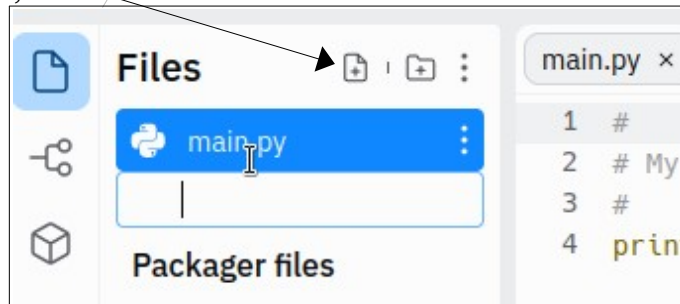 Files
main.py ×
main.py
Packager files
1 #
2 # My
3 #
4 prin